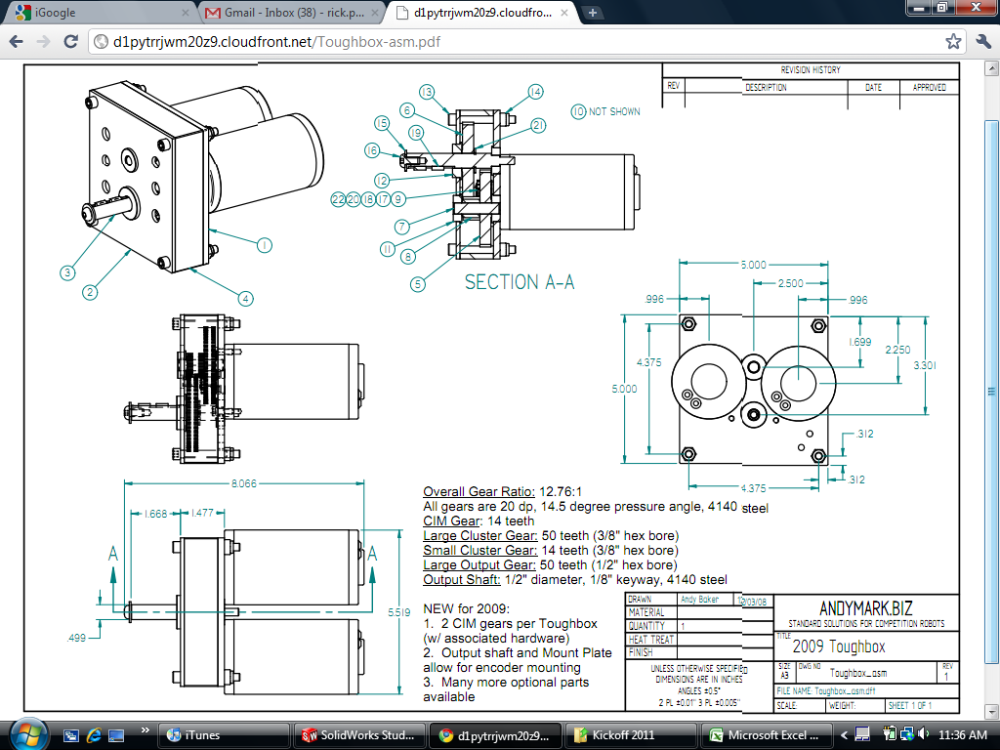 iGoogle
Gmail - Inbox (38) - rick.p...
d1pytrrjwm20z9.cloudfro...
d1pytrrjwm20z9.cloudfront.net/Toughbox-asm.pdf
REVISION HISTORY
REV DESCRIPTION DATE APPROVED
13 14
6 10 NOT SHOWN
15 19 21
16
12
22 20 18 17 9
7
11 8
5
SECTION A-A
1
3
2 4
5.000
2.500
.996 .996
1.699
2.250
3.301
4.375
5.000
.312
4.375 .312
8.066
1.668 1.477
A A
5.519
.499
Overall Gear Ratio: 12.76:1
All gears are 20 dp, 14.5 degree pressure angle, 4140 steel
CIM Gear: 14 teeth
Large Cluster Gear: 50 teeth (3/8" hex bore)
Small Cluster Gear: 14 teeth (3/8" hex bore)
Large Output Gear: 50 teeth (1/2" hex bore)
Output Shaft: 1/2" diameter, 1/8" keyway, 4140 steel
NEW for 2009:
1. 2 CIM gears per Toughbox
(w/ associated hardware)
2. Output shaft and Mount Plate
allow for encoder mounting
3. Many more optional parts
available
DRAWN Andy Baker 12/03/08
MATERIAL
QUANTITY 1
HEAT TREAT
FINISH
UNLESS OTHERWISE SPECIFIED
DIMENSIONS ARE IN INCHES
ANGLES ±0.5°
2 PL ±0.01" 3 PL ±0.005"
ANDYMARK.BIZ
STANDARD SOLUTIONS FOR COMPETITION ROBOTS
TITLE
2009 Toughbox
SIZE DWG NO REV
A3 Toughbox_asm 1
FILE NAME: Toughbox_asm.dft
SCALE: WEIGHT: SHEET 1 OF 1
iTunes
SolidWorks Stud...
d1pytrrjwm20z9...
Kickoff 2011
Microsoft Excel ...
11:36 AM